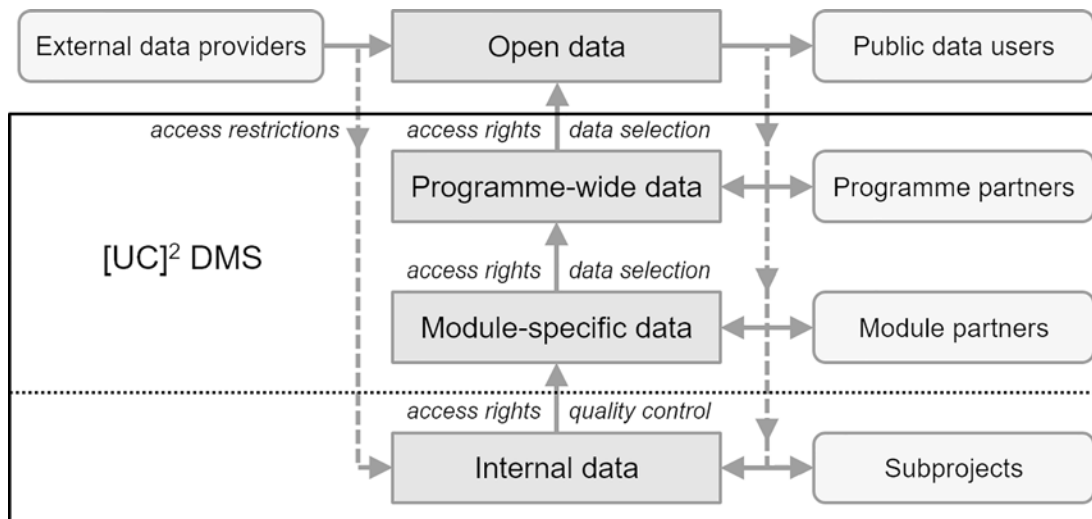 External data providers
Open data
Public data users
access restrictions
access rights
data selection
Programme-wide data
Programme partners
[UC]² DMS
access rights
data selection
Module-specific data
Module partners
access rights
quality control
Internal data
Subprojects